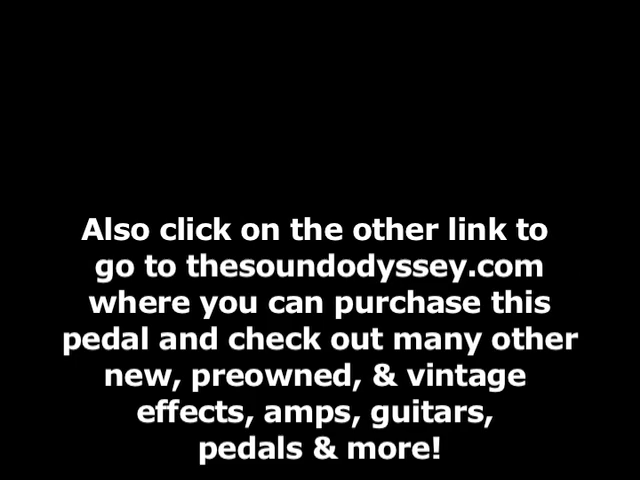 Also click on the other link to
go to thesoundodyssey.com
where you can purchase this
pedal and check out many other
new, preowned, & vintage
effects, amps, guitars,
pedals & more!